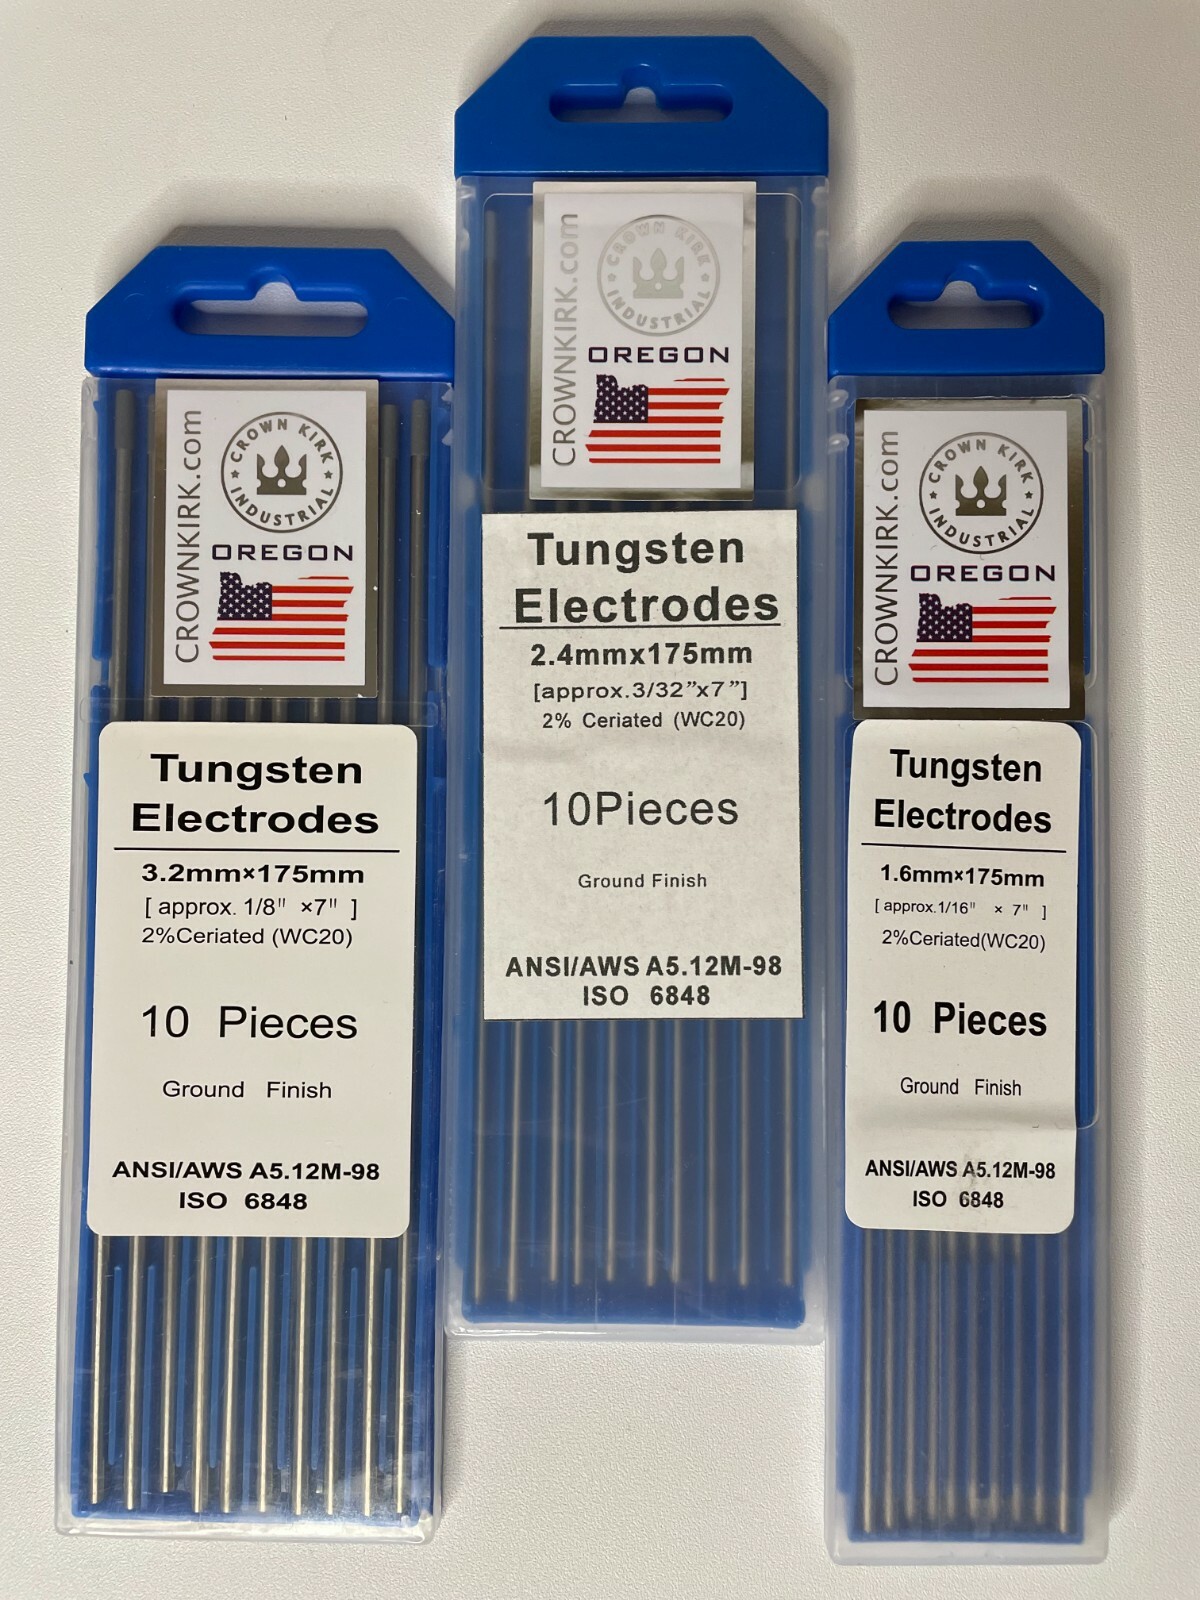 CROWNKIRK.com
CROWN KIRK
INDUSTRIAL
OREGON
Tungsten
Electrodes
3.2mm×175mm
[ approx. 1/8" ×7" ]
2%Ceriated (WC20)
10 Pieces
Ground Finish
ANSI/AWS A5.12M-98
ISO 6848
CROWNKIRK.com
CROWN KIRK
INDUSTRIAL
OREGON
Tungsten
Electrodes
2.4mmx175mm
[approx.3/32”x7”]
2% Ceriated (WC20)
10Pieces
Ground Finish
ANSI/AWS A5.12M-98
ISO 6848
CROWNKIRK.com
CROWN KIRK
INDUSTRIAL
OREGON
Tungsten
Electrodes
1.6mm×175mm
[ approx.1/16" × 7" ]
2%Ceriated(WC20)
10 Pieces
Ground Finish
ANSI/AWS A5.12M-98
ISO 6848